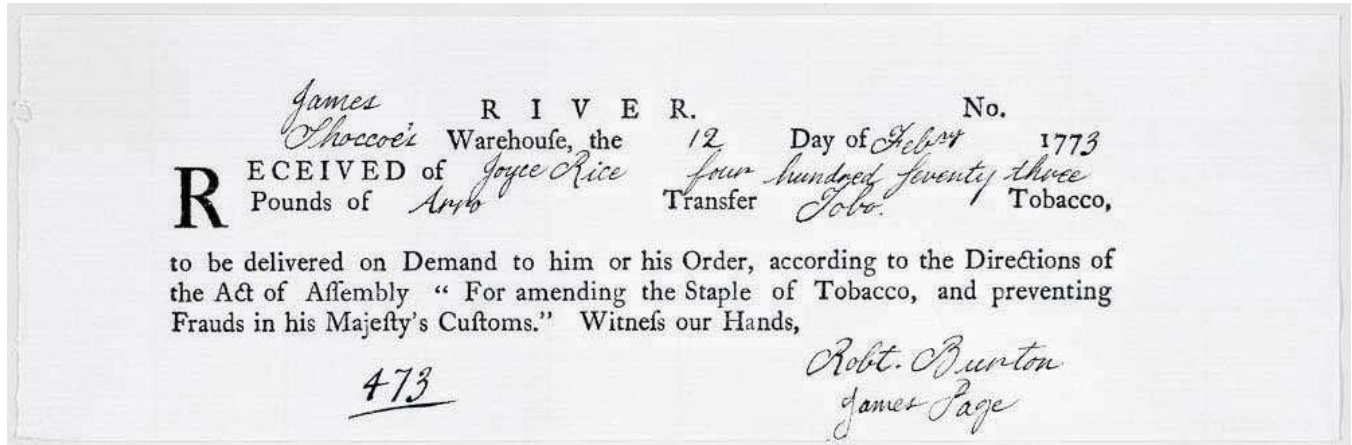 James RIVER. No.
Shoccoe's Warehouſe, the 12 Day of Febry 1773
RECEIVED of Joyce Rice four hundred ſeventy three
Pounds of Arro Transfer Tobo. Tobacco,
to be delivered on Demand to him or his Order, according to the Directions of
the Act of Aſſembly “ For amending the Staple of Tobacco, and preventing
Frauds in his Majeſty's Cuſtoms.” Witneſs our Hands,
473
Robt. Burton
James Page